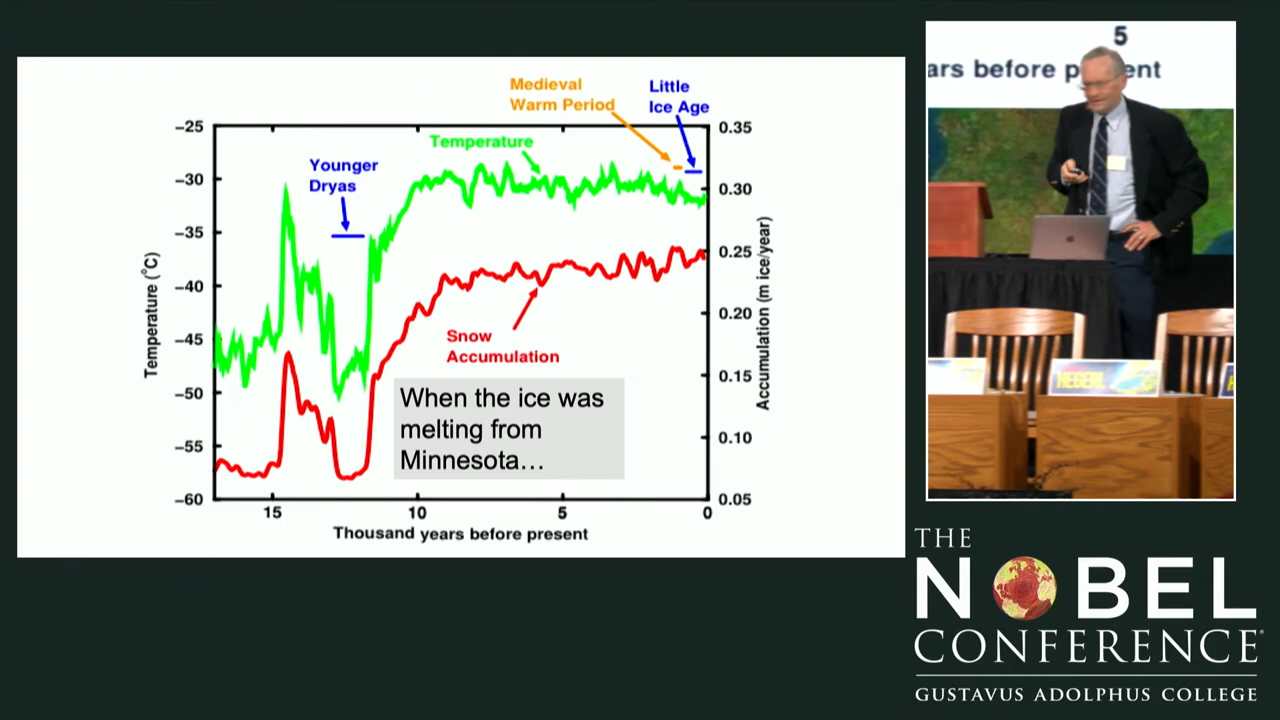 Medieval
Warm Period
Little
Ice Age
Temperature
Younger
Dryas
Snow
Accumulation
When the ice was
melting from
Minnesota…
−25
−30
−35
−40
−45
−50
−55
−60
Temperature (°C)
0.35
0.30
0.25
0.20
0.15
0.10
0.05
Accumulation (m ice/year)
15 10 5 0
Thousand years before present
5
ars before p ent
HEGERL
THE
NOBEL
CONFERENCE®
GUSTAVUS ADOLPHUS COLLEGE